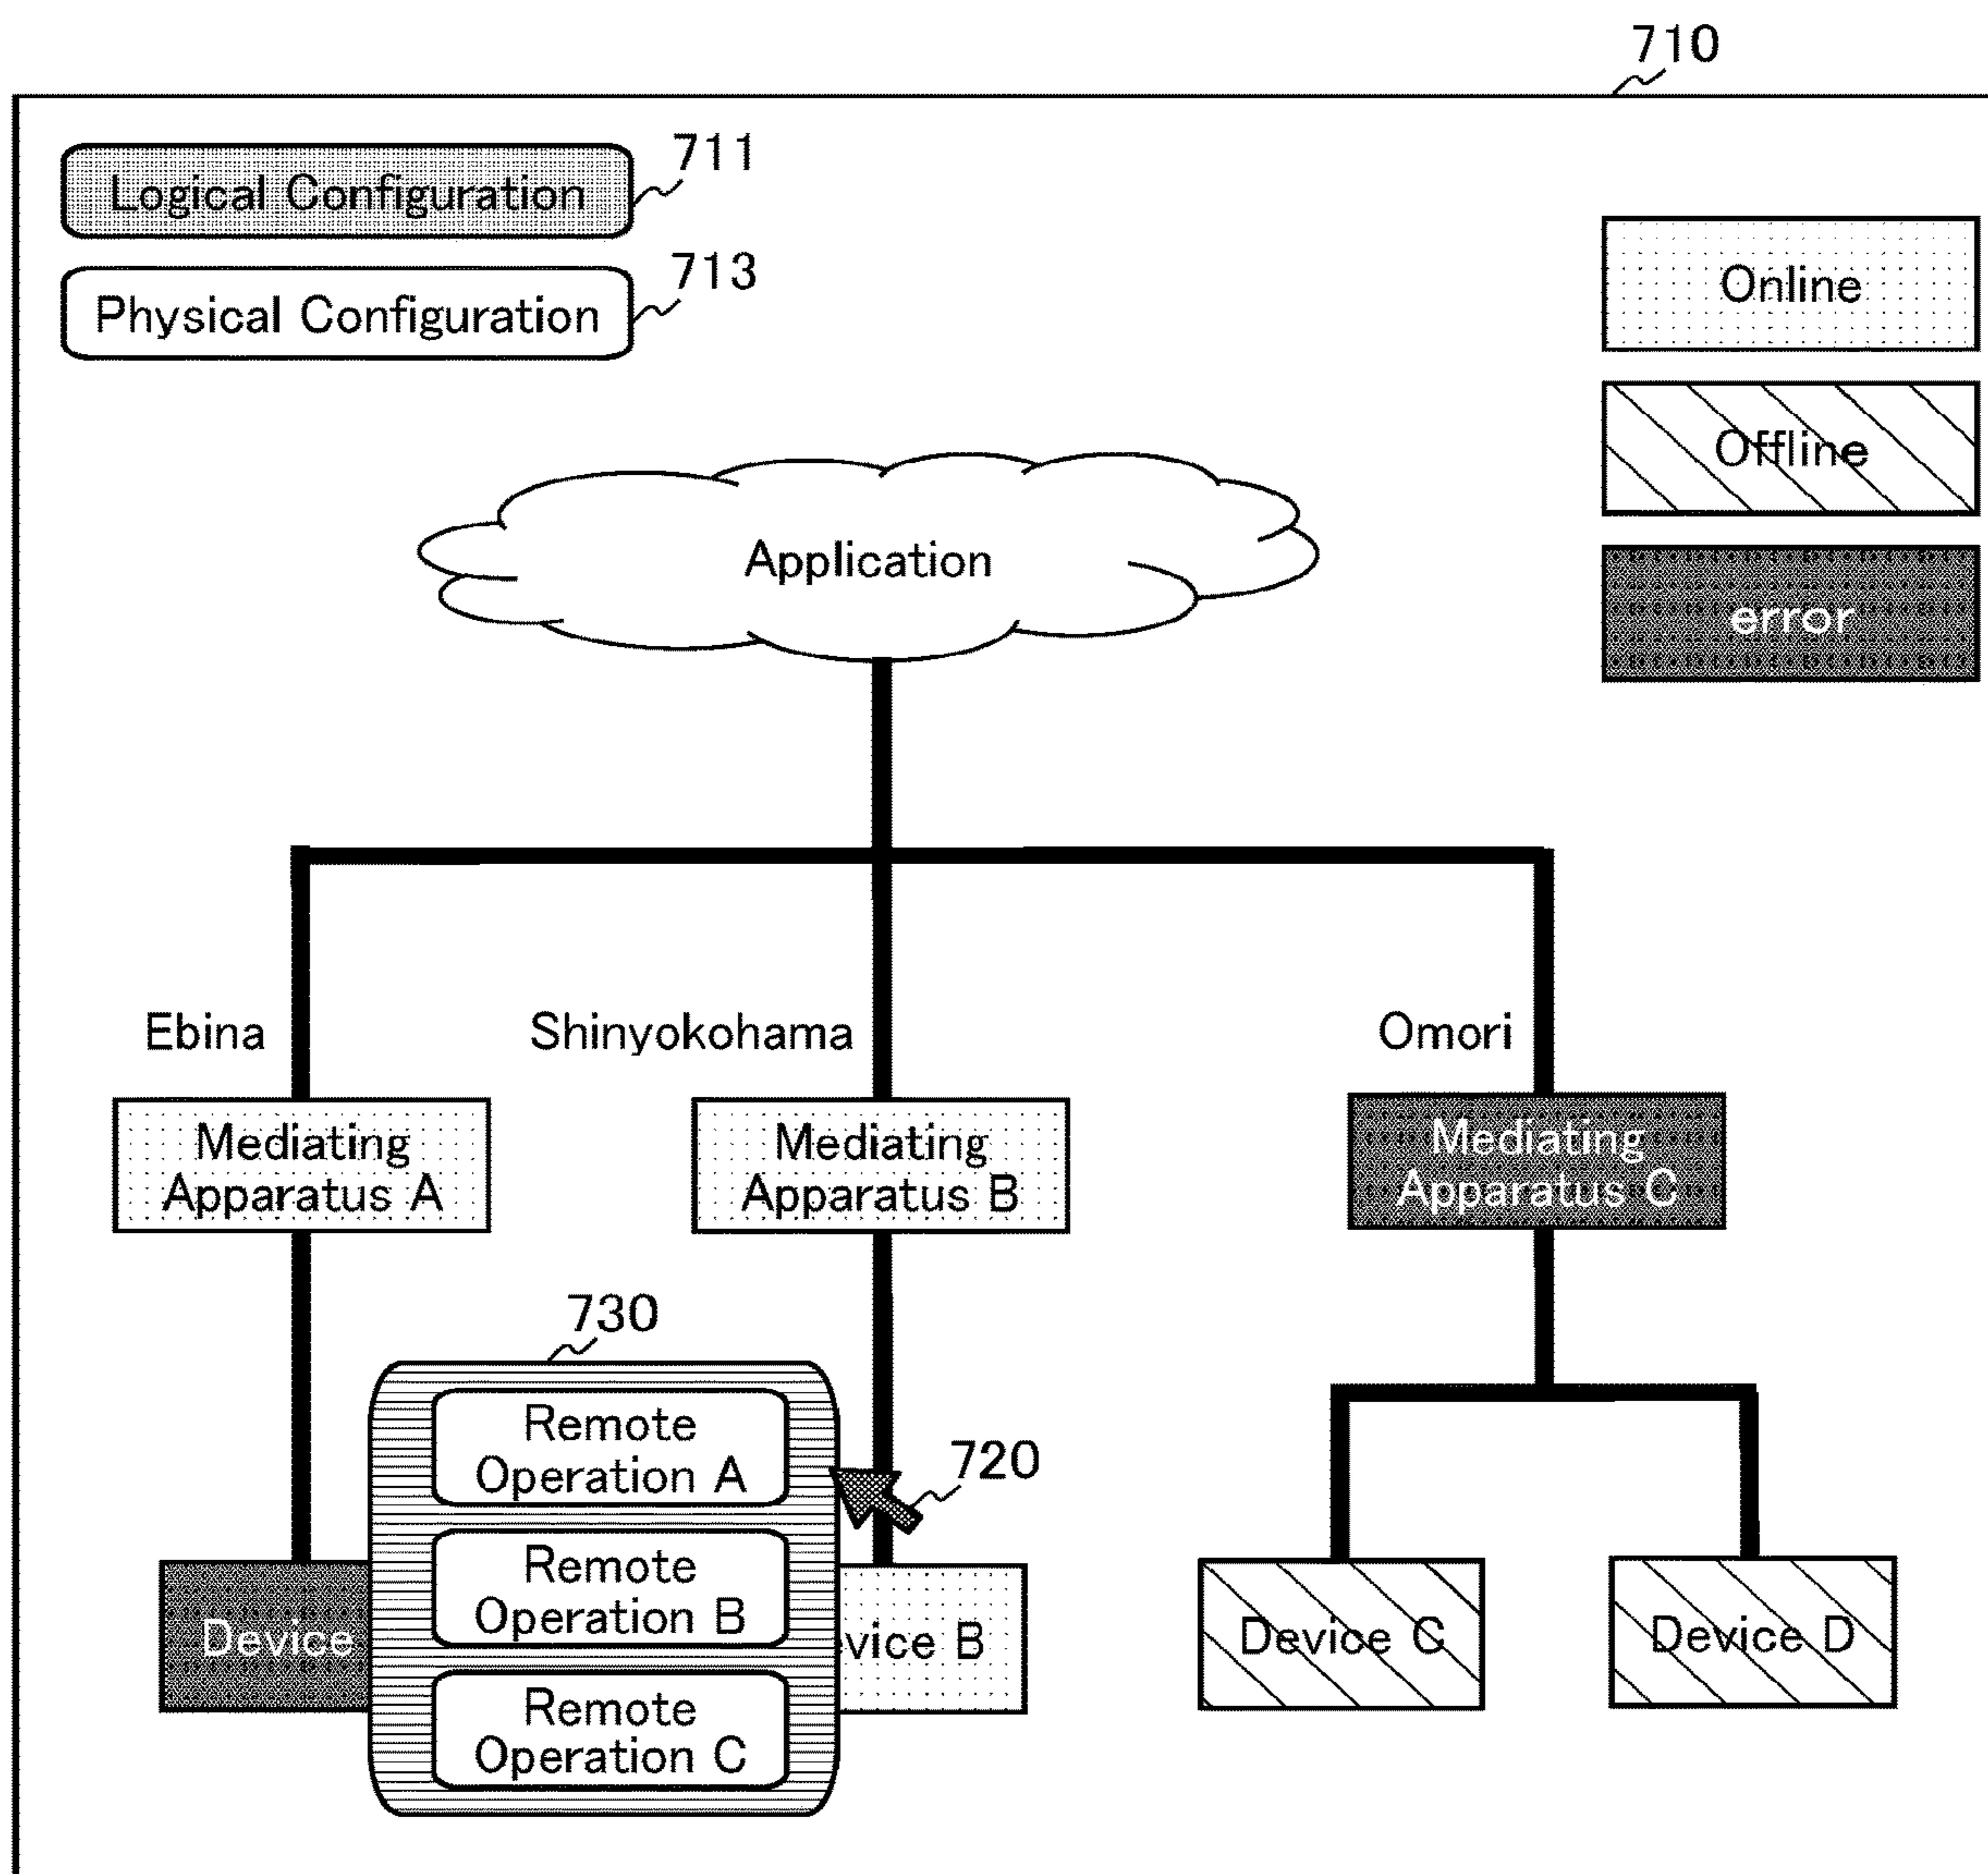 710
Logical Configuration
711
Physical Configuration
713
Online
Offline
error
Application
Ebina
Shinyokohama
Omori
Mediating
Apparatus A
Mediating
Apparatus B
Mediating
Apparatus C
730
Remote
Operation A
720
Remote
Operation B
Remote
Operation C
Device
vice B
Device C
Device D